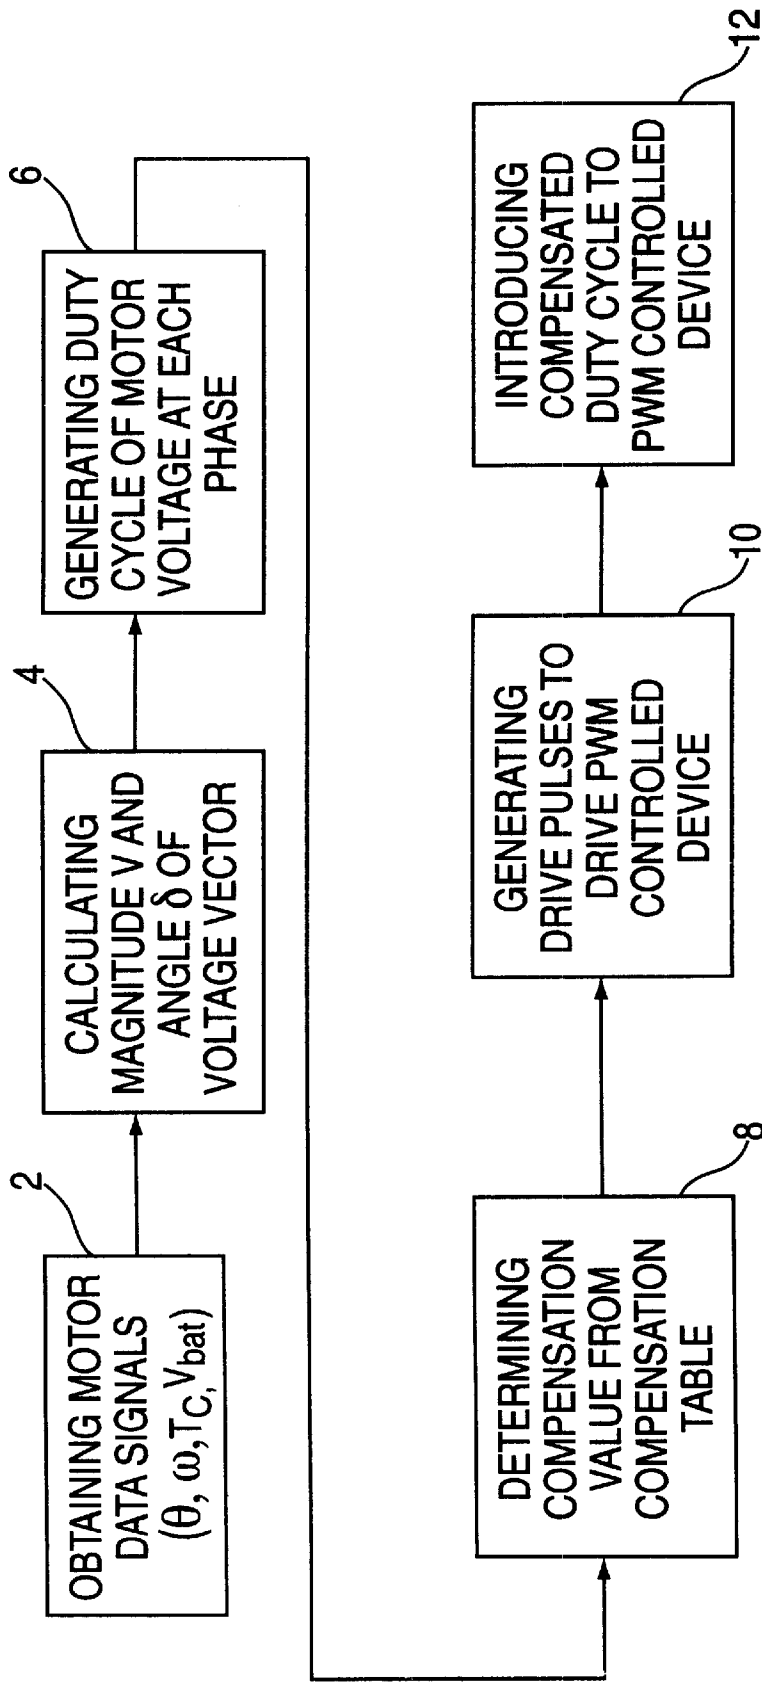 2
OBTAINING MOTOR
DATA SIGNALS
(θ, ω, TC, Vbat)
4
CALCULATING
MAGNITUDE V AND
ANGLE δ OF
VOLTAGE VECTOR
6
GENERATING DUTY
CYCLE OF MOTOR
VOLTAGE AT EACH
PHASE
8
DETERMINING
COMPENSATION
VALUE FROM
COMPENSATION
TABLE
10
GENERATING
DRIVE PULSES TO
DRIVE PWM
CONTROLLED
DEVICE
12
INTRODUCING
COMPENSATED
DUTY CYCLE TO
PWM CONTROLLED
DEVICE